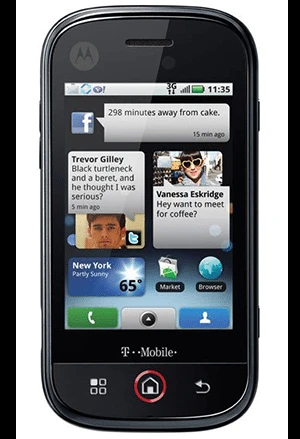 MOTOROLA
3G
11:35
298 minutes away from cake.
15 min ago
Trevor Gilley
Black turtleneck
and a beret, and
he thought I was
serious?
5 min ago
Vanessa Eskridge
Hey want to meet
for coffee?
New York
Partly Sunny
65°
Market
Browser
T··Mobile·